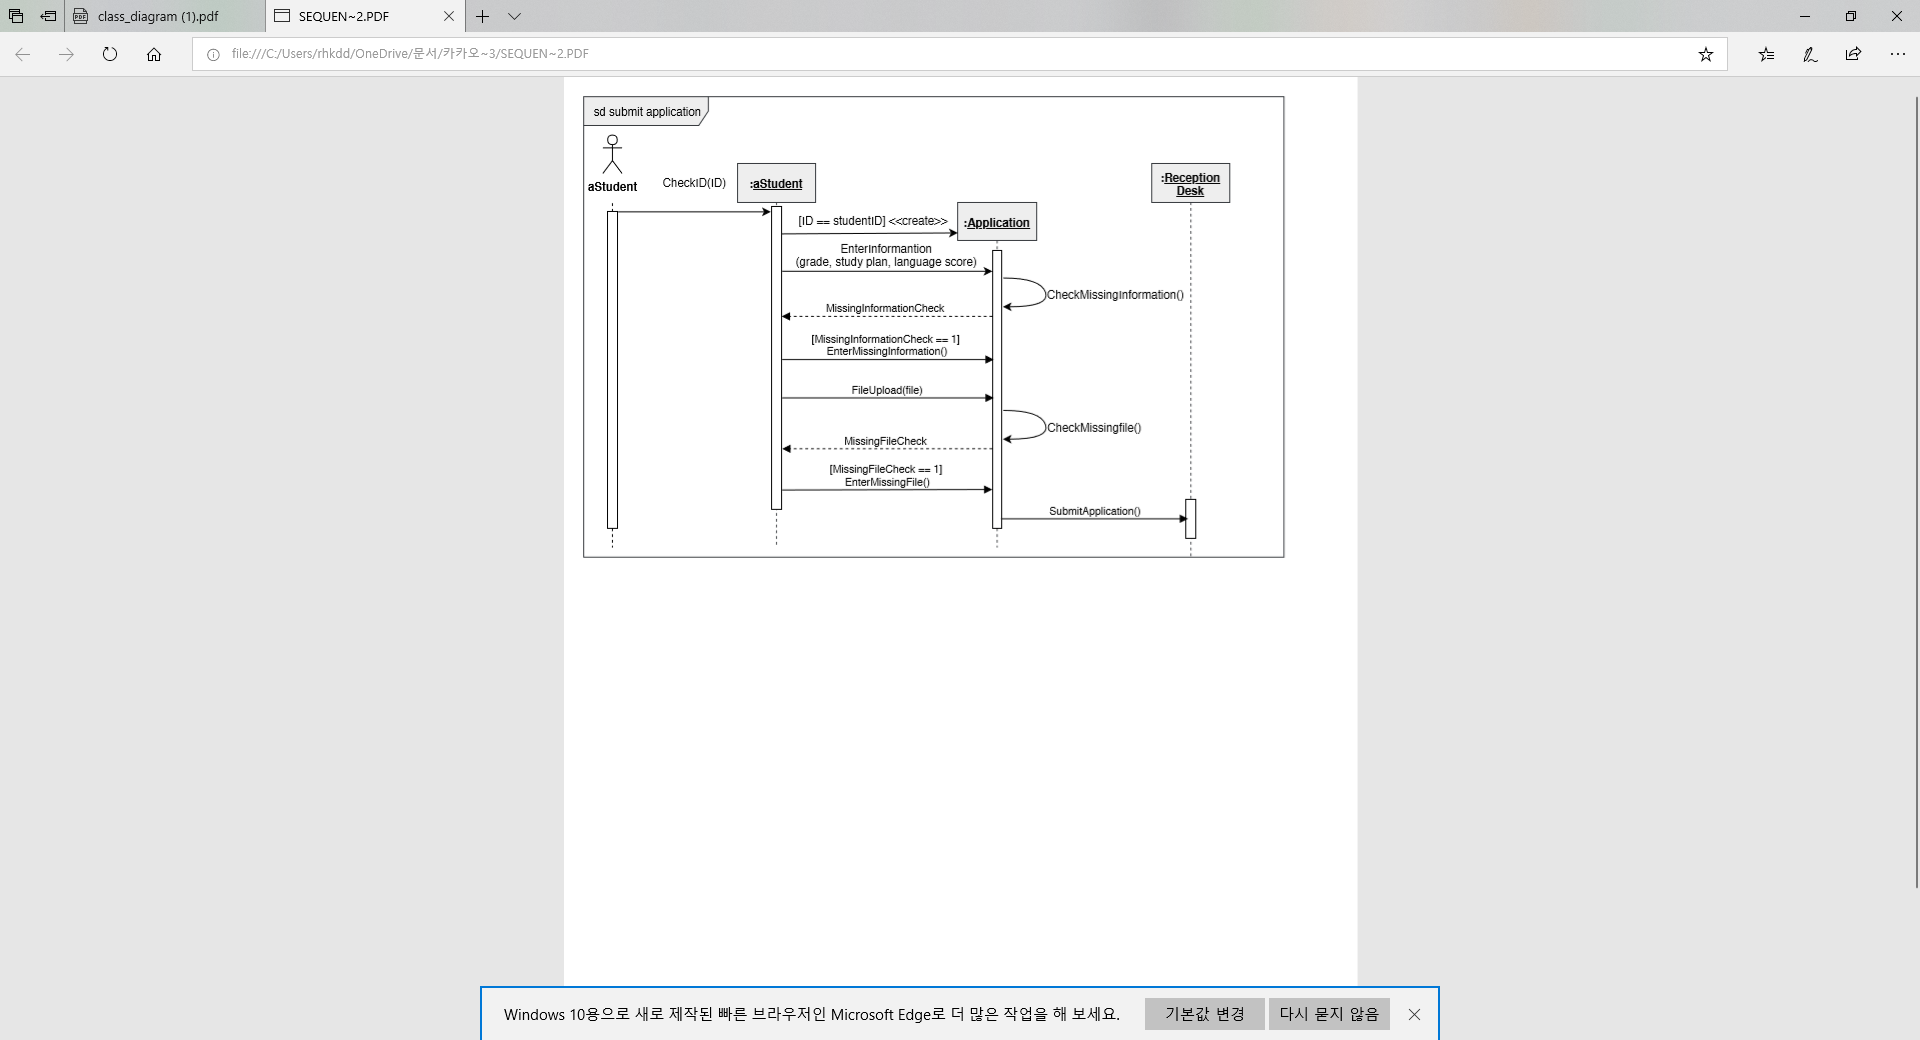 class_diagram (1).pdf
SEQUEN~2.PDF
file:///C:/Users/rhkdd/OneDrive/문서/카카오~3/SEQUEN~2.PDF
sd submit application
aStudent
CheckID(ID)
:aStudent
:Reception
Desk
[ID == studentID] <<create>>
:Application
EnterInformantion
(grade, study plan, language score)
CheckMissingInformation()
MissingInformationCheck
[MissingInformationCheck == 1]
EnterMissingInformation()
FileUpload(file)
CheckMissingfile()
MissingFileCheck
[MissingFileCheck == 1]
EnterMissingFile()
SubmitApplication()
Windows 10용으로 새로 제작된 빠른 브라우저인 Microsoft Edge로 더 많은 작업을 해 보세요.
기본값 변경
다시 묻지 않음